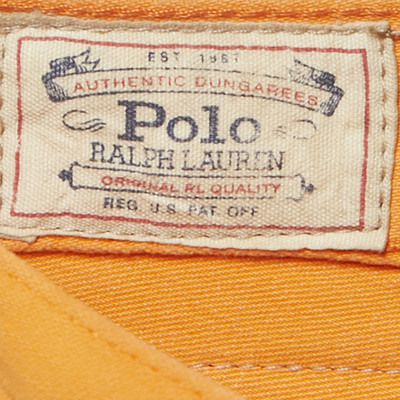 EST 1967
AUTHENTIC DUNGAREES
Polo
RALPH LAUREN
ORIGINAL RL QUALITY
REG. U.S. PAT. OFF